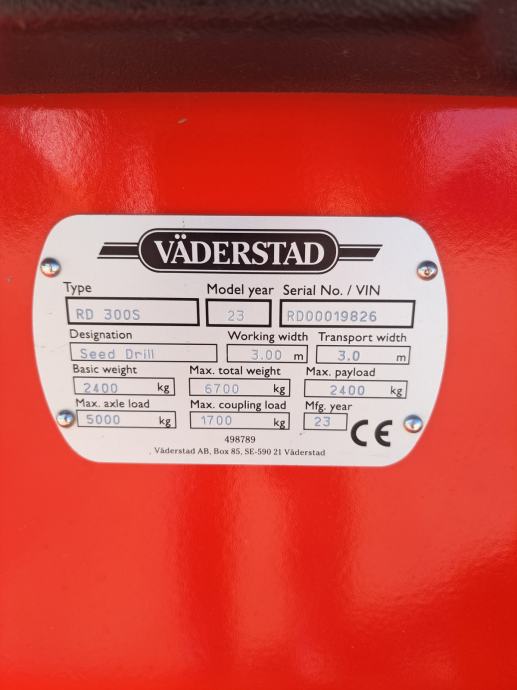 VÄDERSTAD
Type Model year Serial No. / VIN
RD 300S 23 RD00019826
Designation Working width Transport width
Seed Drill 3.00 m 3.0 m
Basic weight Max. total weight Max. payload
2400 kg 6700 kg 2400 kg
Max. axle load Max. coupling load Mfg. year
5000 kg 1700 kg 23 CE
498789
Väderstad AB, Box 85, SE-590 21 Väderstad